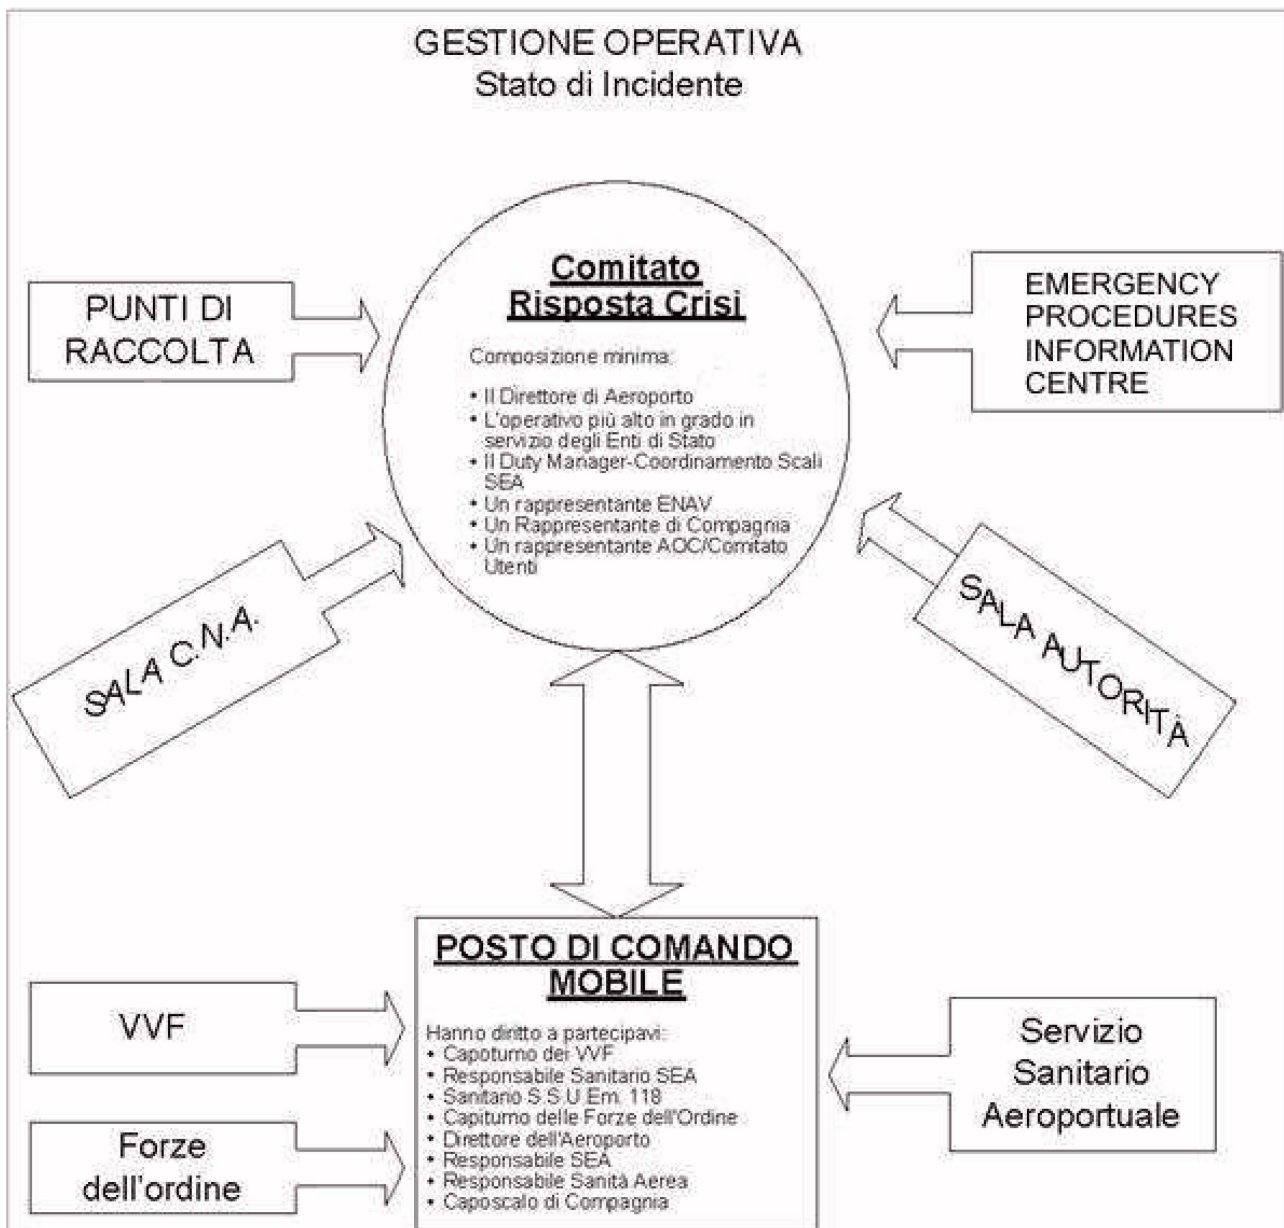 GESTIONE OPERATIVA
Stato di Incidente
Comitato
Risposta Crisi
Composizione minima:
• Il Direttore di Aeroporto
• L'operativo più alto in grado in
servizio degli Enti di Stato
• Il Duty Manager-Coordinamento Scali
SEA
• Un rappresentante ENAV
• Un Rappresentante di Compagnia
• Un rappresentante AOC/Comitato
Utenti
PUNTI DI
RACCOLTA
EMERGENCY
PROCEDURES
INFORMATION
CENTRE
SALA C.N.A.
SALA AUTORITÀ
POSTO DI COMANDO
MOBILE
Hanno diritto a partecipavi:
• Capoturno dei VVF
• Responsabile Sanitario SEA
• Sanitario S.S.U.Em. 118
• Capiturno delle Forze dell'Ordine
• Direttore dell'Aeroporto
• Responsabile SEA
• Responsabile Sanità Aerea
• Caposcalo di Compagnia
VVF
Forze
dell'ordine
Servizio
Sanitario
Aeroportuale